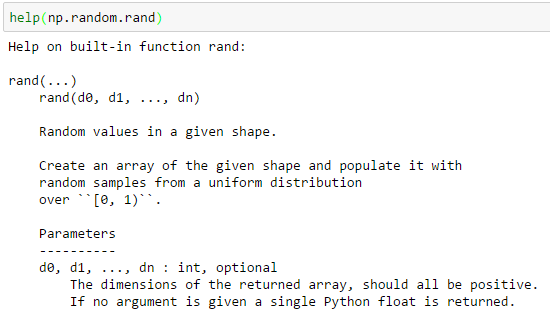 help(np.random.rand)
Help on built-in function rand:
rand(...)
rand(d0, d1, ..., dn)
Random values in a given shape.
Create an array of the given shape and populate it with
random samples from a uniform distribution
over ``[0, 1)``.
Parameters
----------
d0, d1, ..., dn : int, optional
The dimensions of the returned array, should all be positive.
If no argument is given a single Python float is returned.